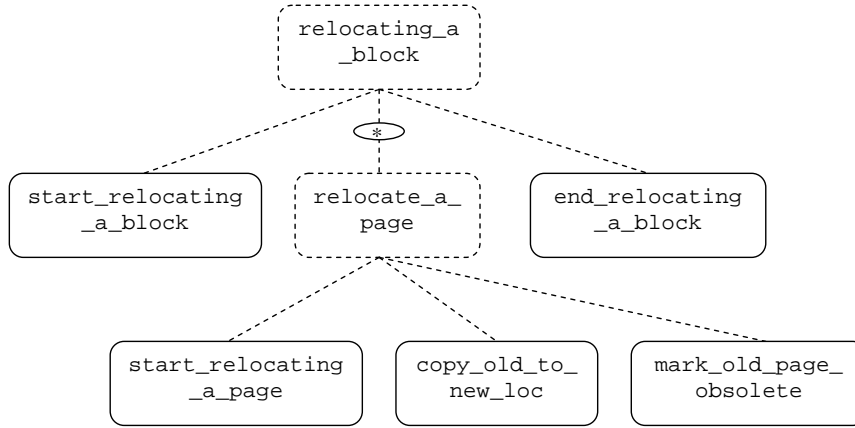 relocating_a
_block
*
start_relocating
_a_block
relocate_a_
page
end_relocating
_a_block
start_relocating
_a_page
copy_old_to_
new_loc
mark_old_page_
obsolete